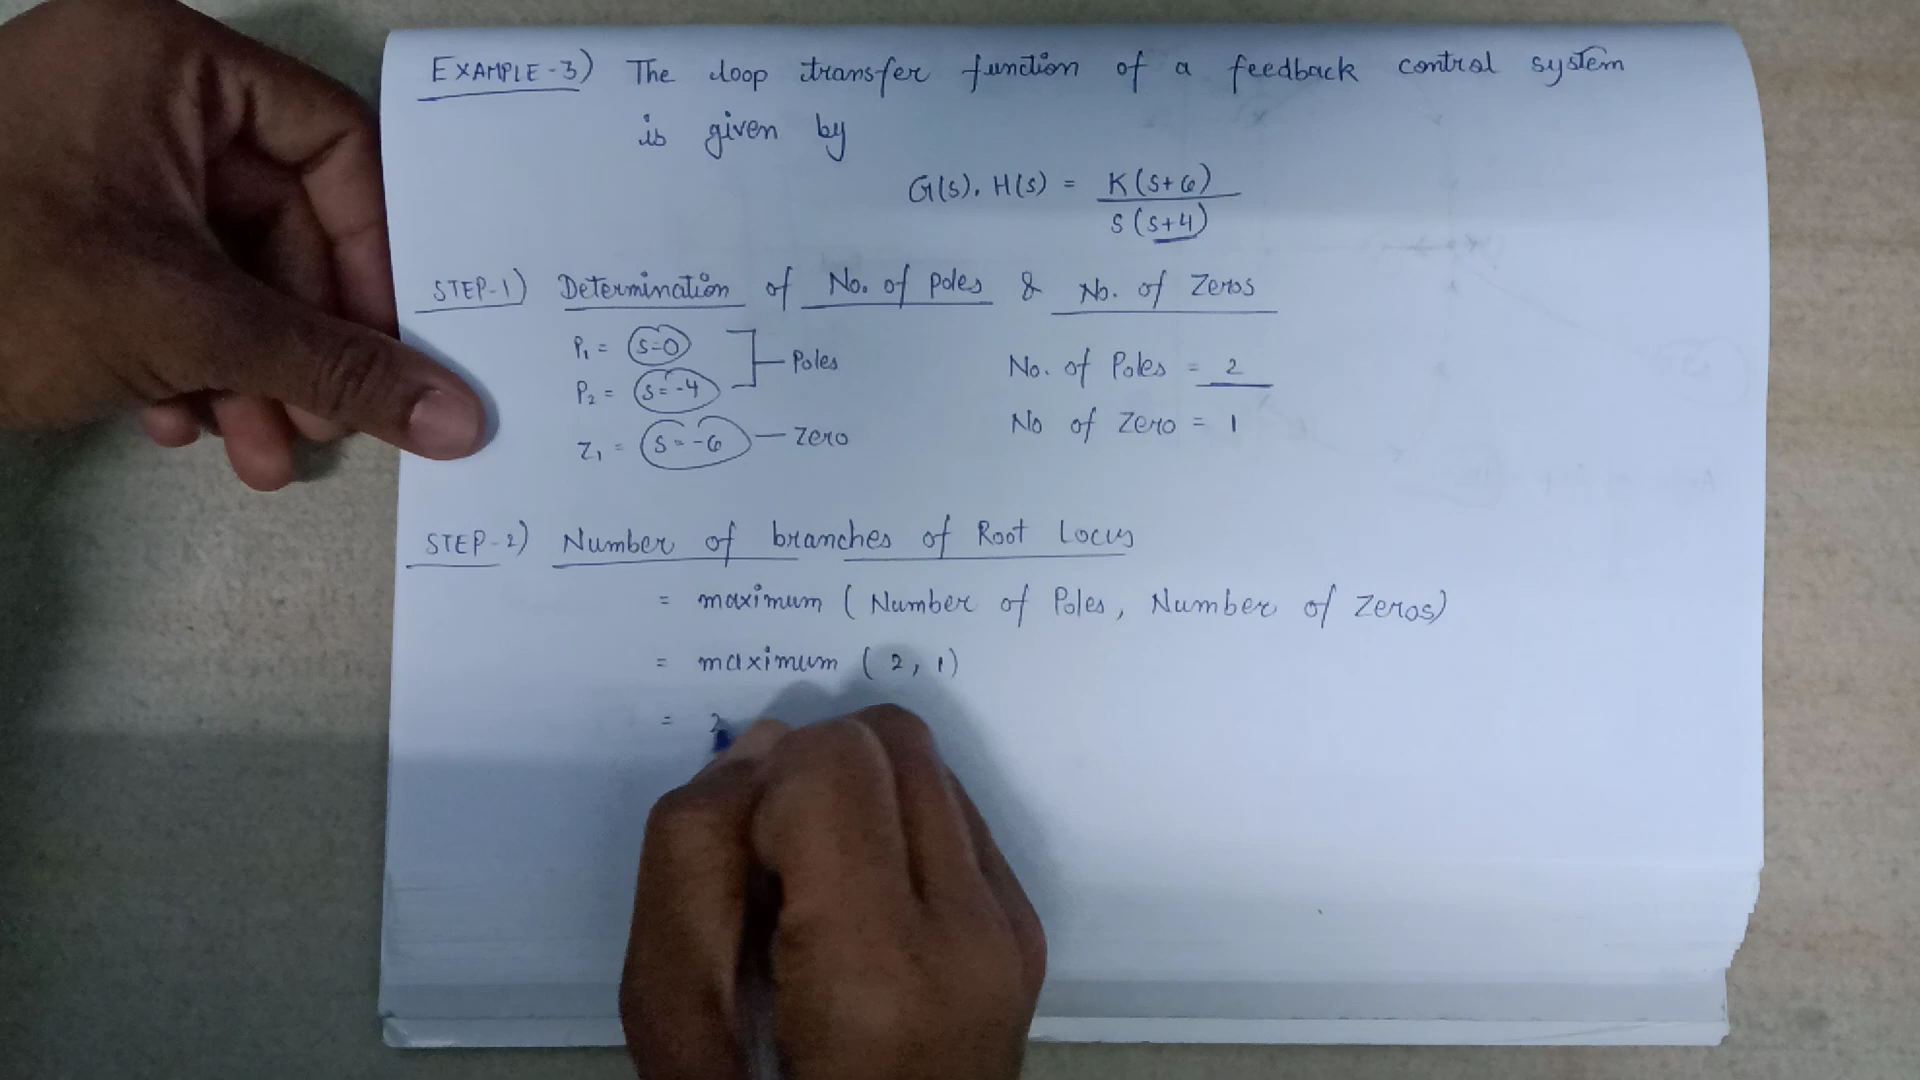 EXAMPLE-3) The loop transfer function of a feedback control system
is given by
G(s). H(s) = K(s+6)
s(s+4)
STEP-1) Determination of No. of poles & No. of Zeros
P1 = s=0
P2 = s=-4
Poles
Z1 = s=-6 — Zero
No. of Poles = 2
No of Zero = 1
STEP-2) Number of branches of Root Locus
= maximum ( Number of Poles, Number of Zeros)
= maximum ( 2, 1)
= 2